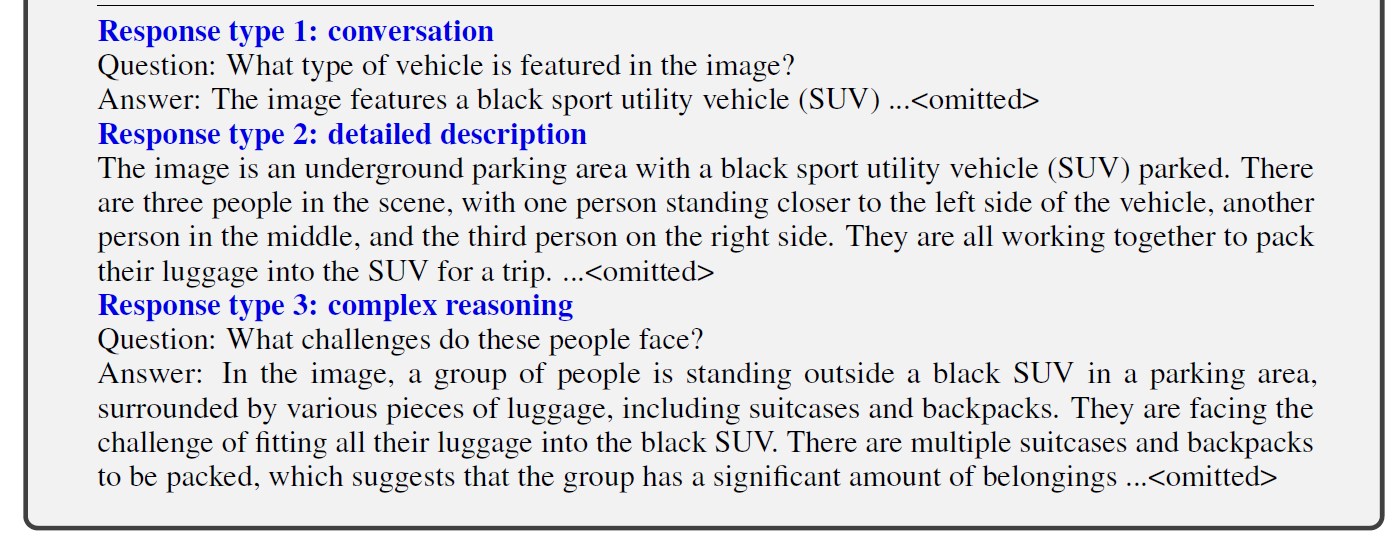 Response type 1: conversation
Question: What type of vehicle is featured in the image?
Answer: The image features a black sport utility vehicle (SUV) ...<omitted>
Response type 2: detailed description
The image is an underground parking area with a black sport utility vehicle (SUV) parked. There
are three people in the scene, with one person standing closer to the left side of the vehicle, another
person in the middle, and the third person on the right side. They are all working together to pack
their luggage into the SUV for a trip. ...<omitted>
Response type 3: complex reasoning
Question: What challenges do these people face?
Answer: In the image, a group of people is standing outside a black SUV in a parking area,
surrounded by various pieces of luggage, including suitcases and backpacks. They are facing the
challenge of fitting all their luggage into the black SUV. There are multiple suitcases and backpacks
to be packed, which suggests that the group has a significant amount of belongings ...<omitted>